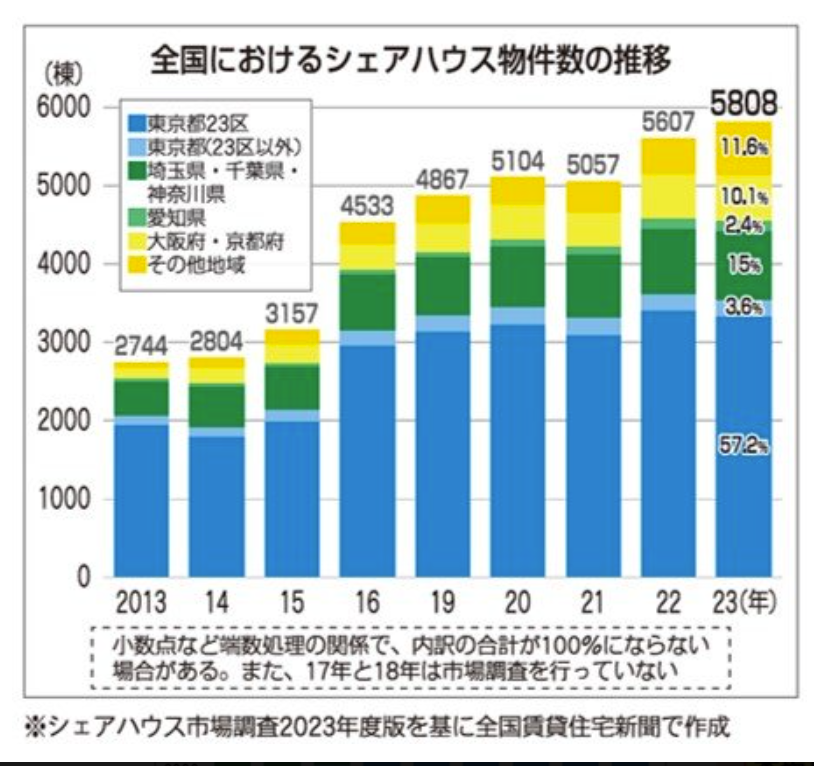 全国におけるシェアハウス物件数の推移
(棟)
6000
5000
4000
3000
2000
1000
0
東京都23区
東京都(23区以外)
埼玉県・千葉県・
神奈川県
愛知県
大阪府・京都府
その他地域
2744
2804
3157
4533
4867
5104
5057
5607
5808
11.6%
10.1%
2.4%
15%
3.6%
57.2%
2013 14 15 16 19 20 21 22 23(年)
小数点など端数処理の関係で、内訳の合計が100%にならない
場合がある。また、17年と18年は市場調査を行っていない
※シェアハウス市場調査2023年度版を基に全国賃貸住宅新聞で作成